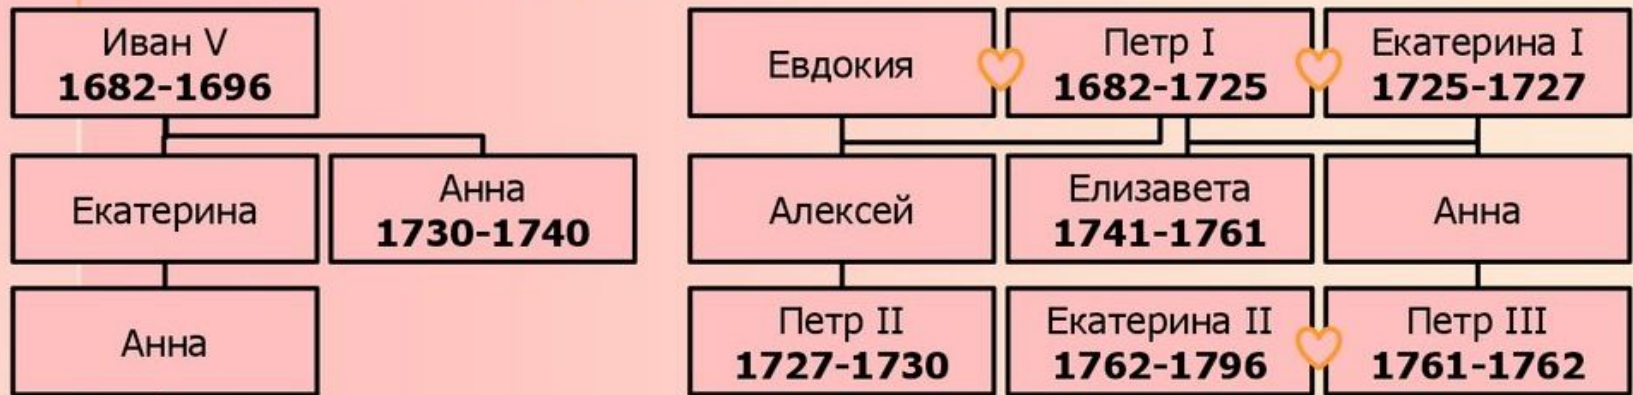 Иван V
1682-1696
Евдокия
Петр I
1682-1725
Екатерина I
1725-1727
Екатерина
Анна
1730-1740
Алексей
Елизавета
1741-1761
Анна
Анна
Петр II
1727-1730
Екатерина II
1762-1796
Петр III
1761-1762